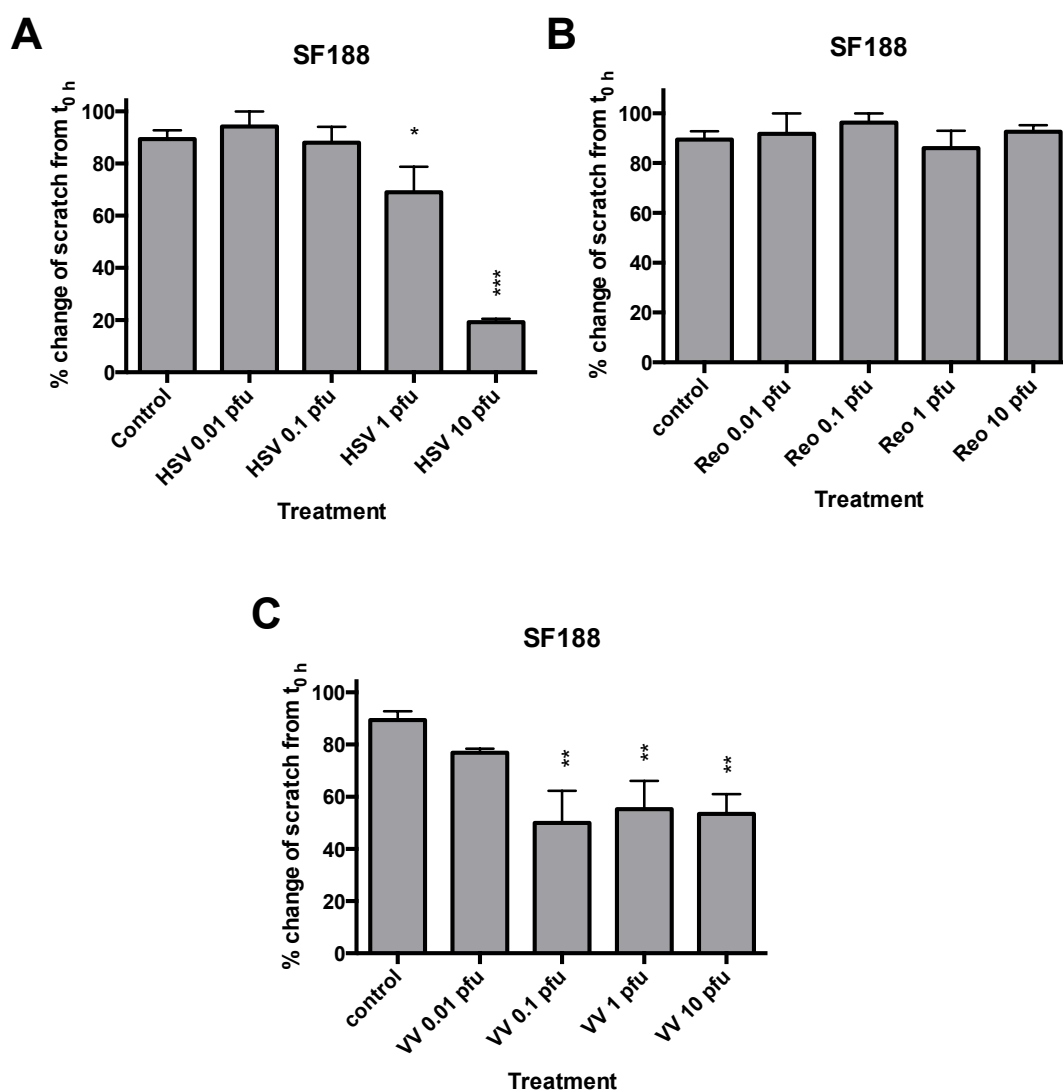 A
SF188
% change of scratch from t0 h
100
80
60
40
20
0
*
***
Control
HSV 0.01 pfu
HSV 0.1 pfu
HSV 1 pfu
HSV 10 pfu
Treatment
B
SF188
% change of scratch from t0 h
100
80
60
40
20
0
control
Reo 0.01 pfu
Reo 0.1 pfu
Reo 1 pfu
Reo 10 pfu
Treatment
C
SF188
% change of scratch from t0 h
100
80
60
40
20
0
**
**
**
control
VV 0.01 pfu
VV 0.1 pfu
VV 1 pfu
VV 10 pfu
Treatment